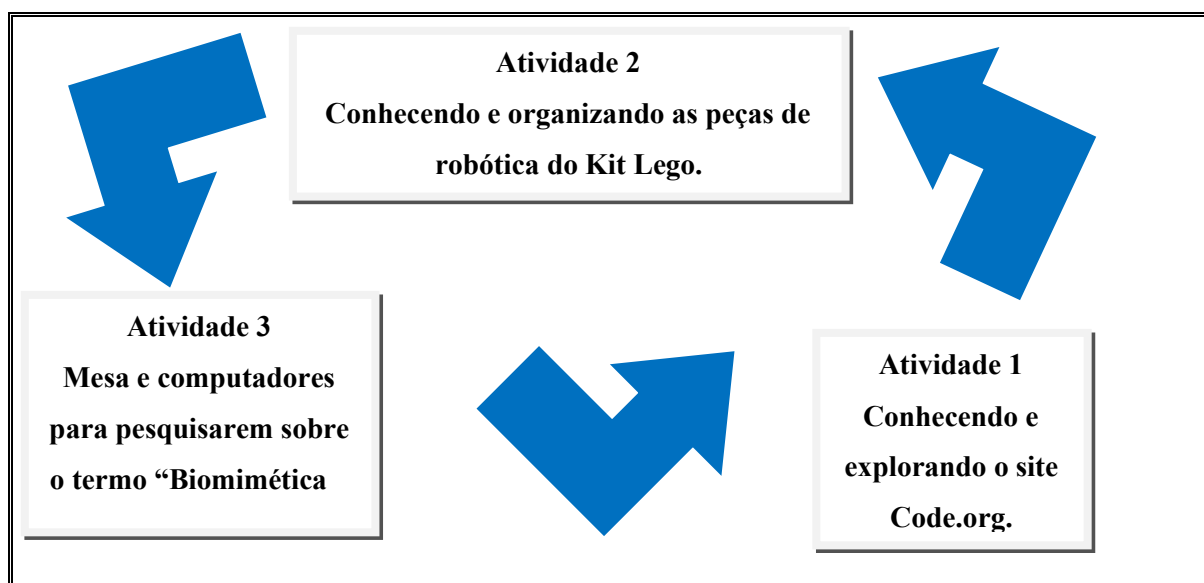 Atividade 2
Conhecendo e organizando as peças de
robótica do Kit Lego.
Atividade 3
Mesa e computadores
para pesquisarem sobre
o termo “Biomimética
Atividade 1
Conhecendo e
explorando o site
Code.org.